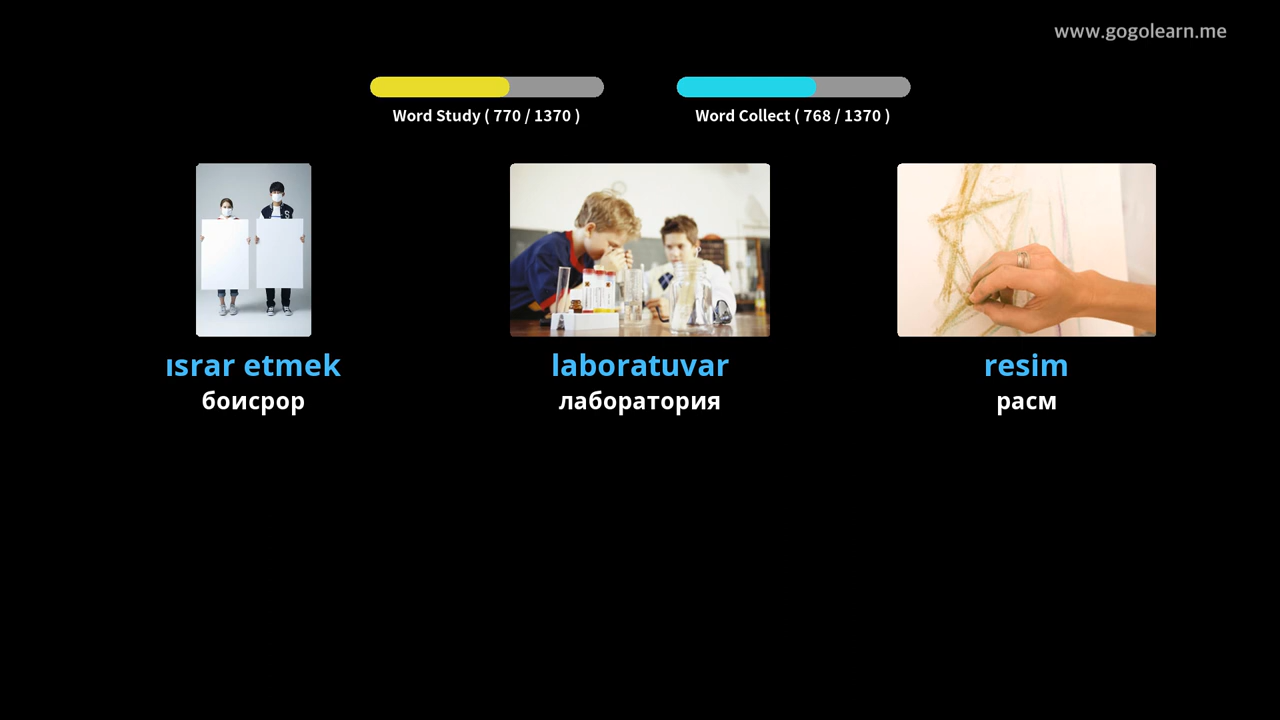 www.gogolearn.me
Word Study ( 770 / 1370 )
Word Collect ( 768 / 1370 )
ısrar etmek
боисрор
laboratuvar
лаборатория
resim
расм